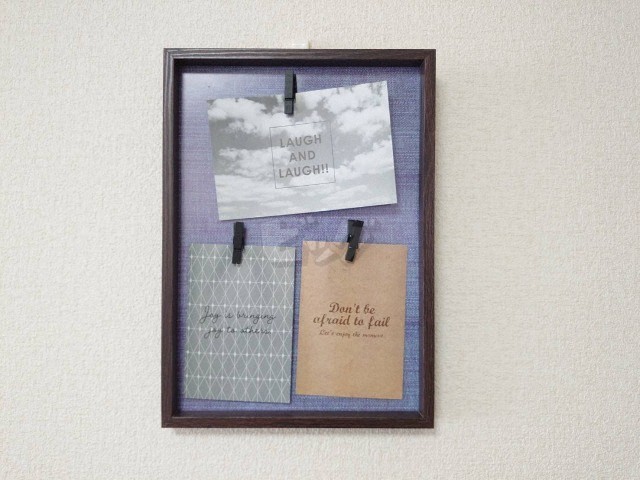 LAUGH
AND
LAUGH!!
Joy is bringing
joy to others.
Don't be
afraid to fail
Let's enjoy the moment.